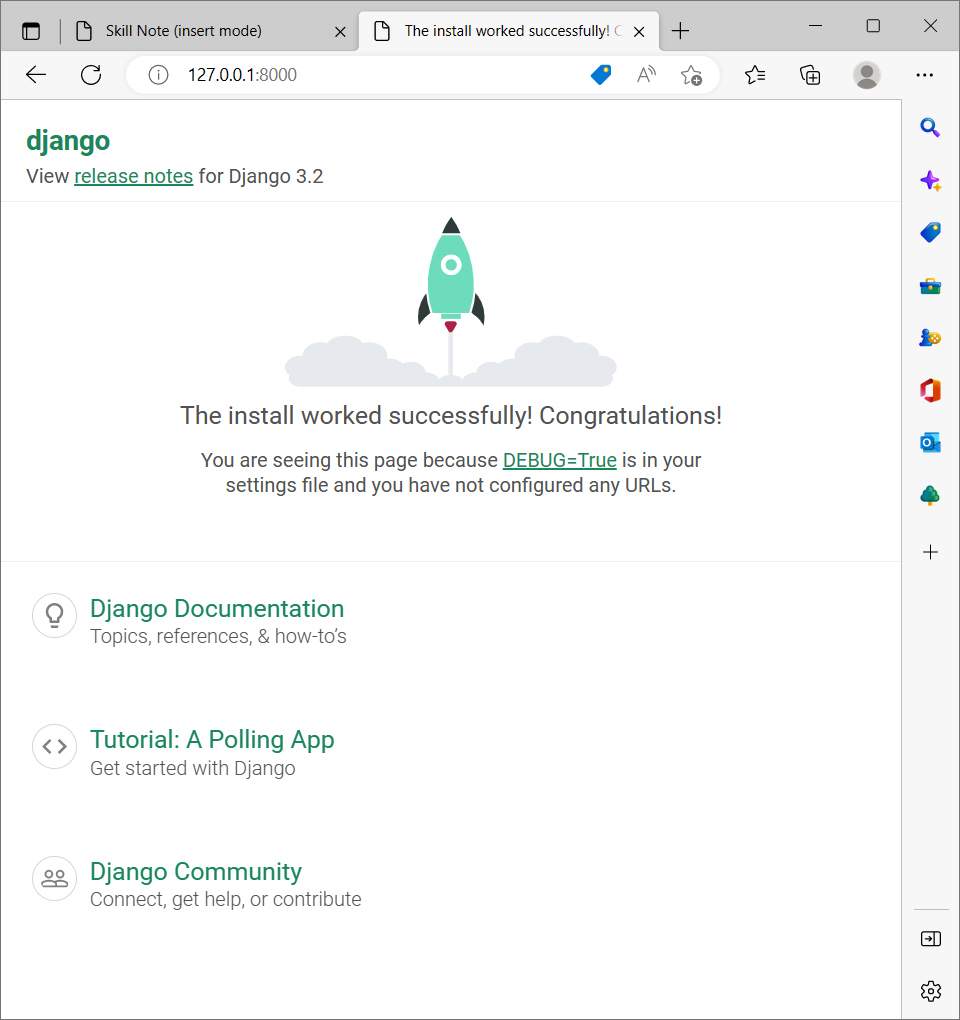 Skill Note (insert mode)
The install worked successfully! C
127.0.0.1:8000
django
View release notes for Django 3.2
The install worked successfully! Congratulations!
You are seeing this page because DEBUG=True is in your
settings file and you have not configured any URLs.
Django Documentation
Topics, references, & how-to’s
Tutorial: A Polling App
Get started with Django
Django Community
Connect, get help, or contribute